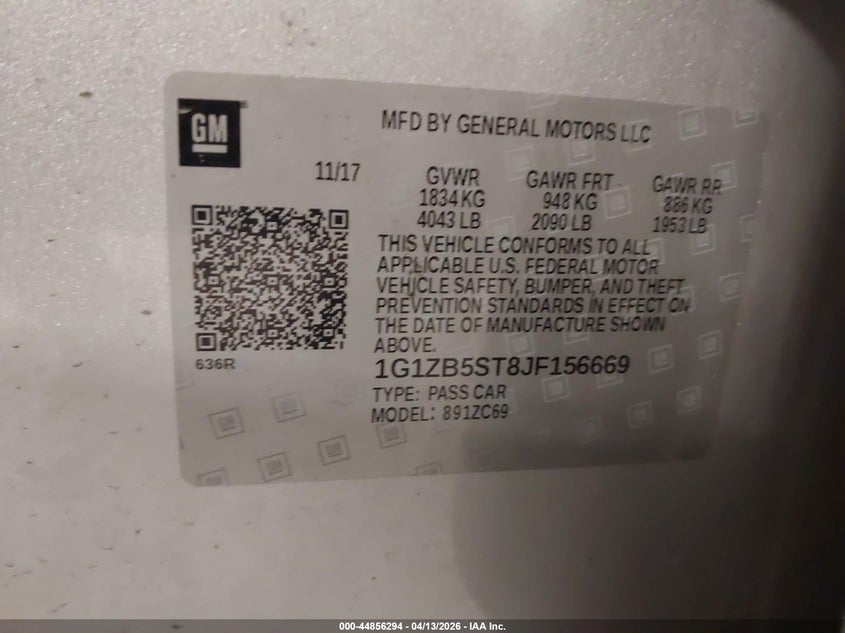 GM
MFD BY GENERAL MOTORS LLC
11/17
GVWR GAWR FRT GAWR RR
1834 KG 948 KG 886 KG
4043 LB 2090 LB 1953 LB
THIS VEHICLE CONFORMS TO ALL
APPLICABLE U.S. FEDERAL MOTOR
VEHICLE SAFETY, BUMPER, AND THEFT
PREVENTION STANDARDS IN EFFECT ON
THE DATE OF MANUFACTURE SHOWN
ABOVE.
636R
1G1ZB5ST8JF156669
TYPE: PASS CAR
MODEL: 891ZC69
000-44856294 - 04/13/2026 - IAA Inc.